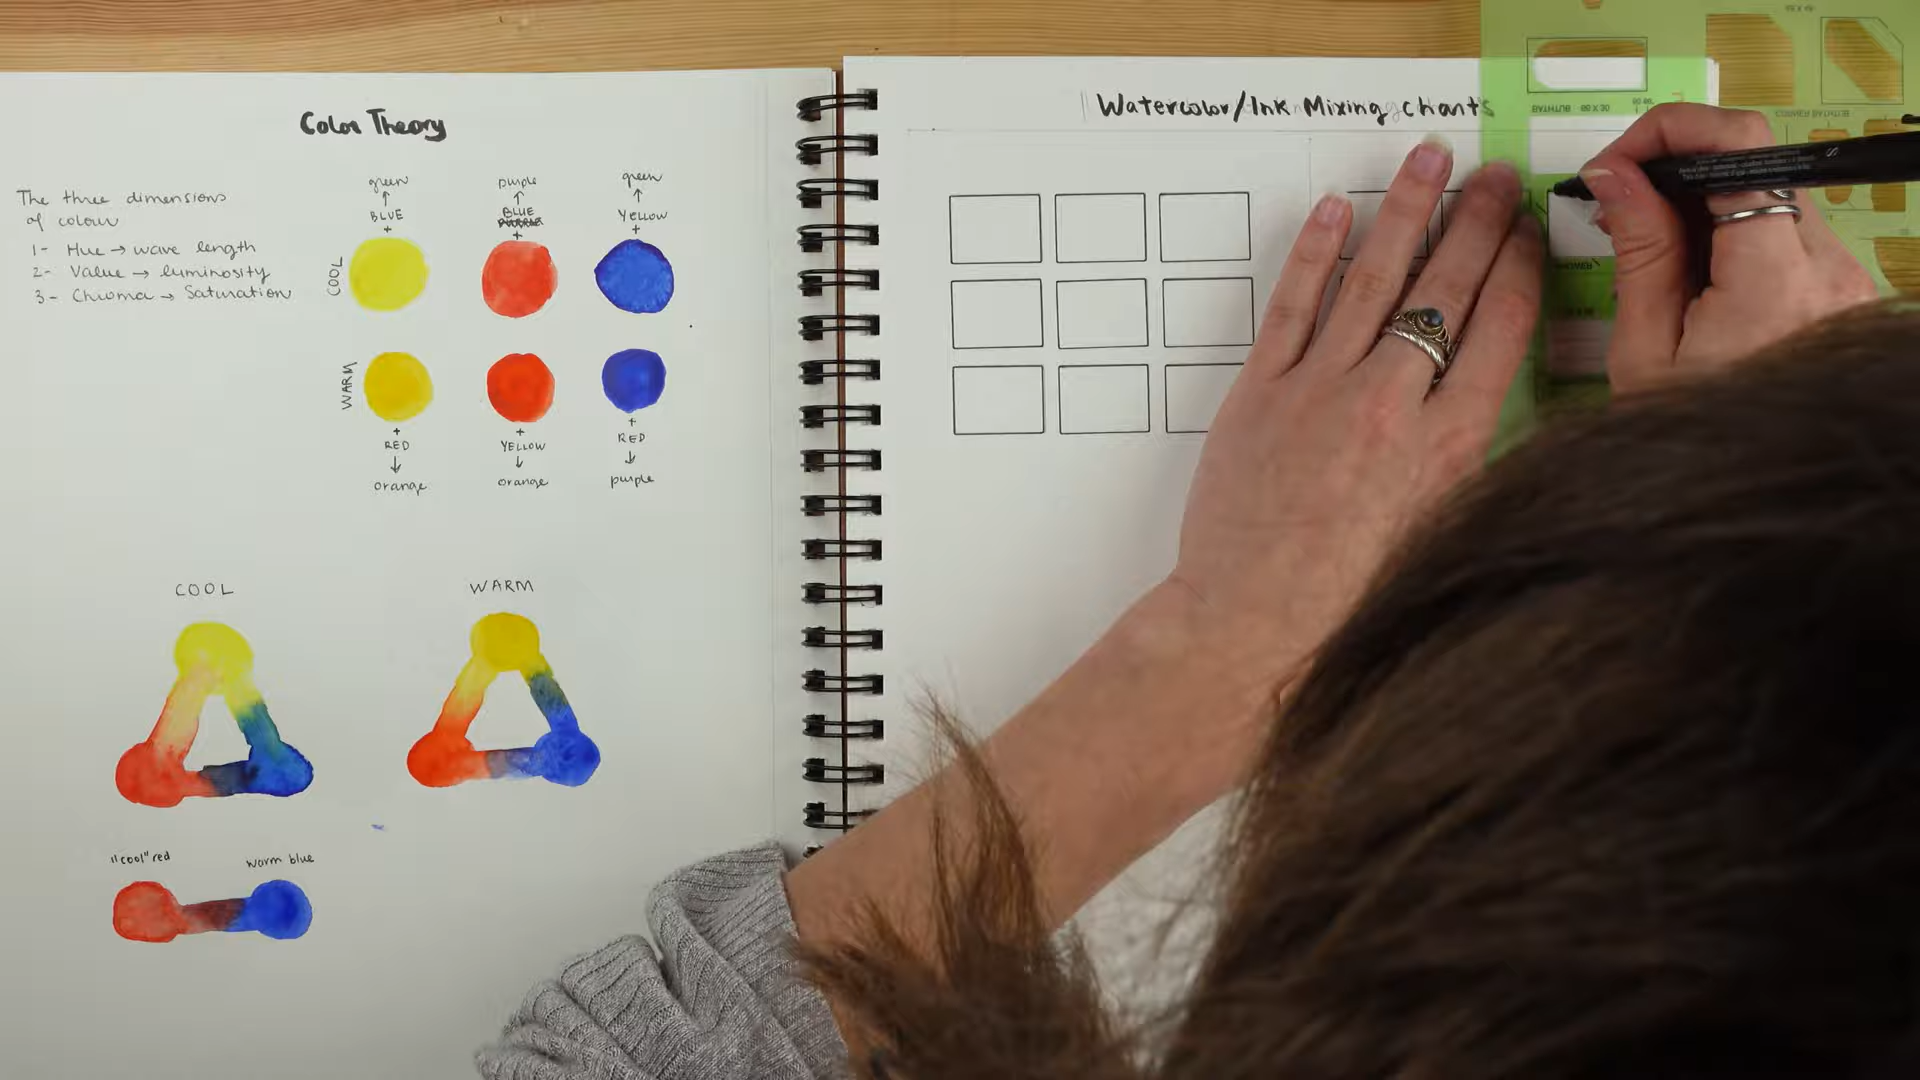 Color Theory
The three dimensions
of colour
1- Hue → wave length
2- Value → luminosity
3- Chroma → Saturation
green purple green
↑ ↑ ↑
BLUE BLUE YELLOW
+ + +
COOL
WARM
+ + +
RED YELLOW RED
↓ ↓ ↓
orange orange purple
COOL WARM
"cool" red warm blue
Watercolor/Ink Mixing charts